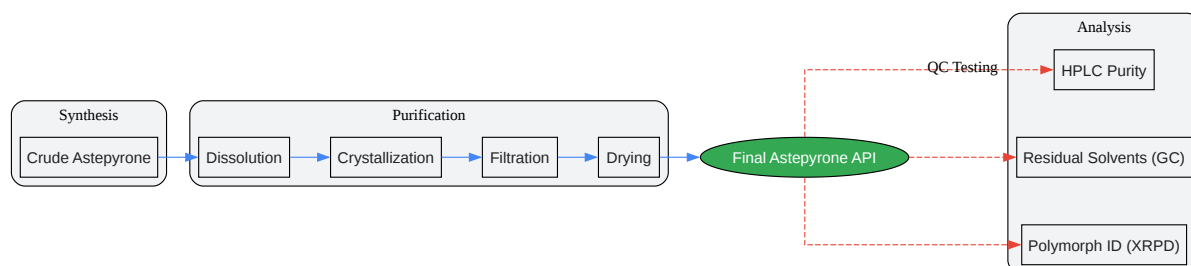 Synthesis
Crude Astepyrone
Purification
Dissolution
Crystallization
Filtration
Drying
Final Astepyrone API
QC Testing
Analysis
HPLC Purity
Residual Solvents (GC)
Polymorph ID (XRPD)